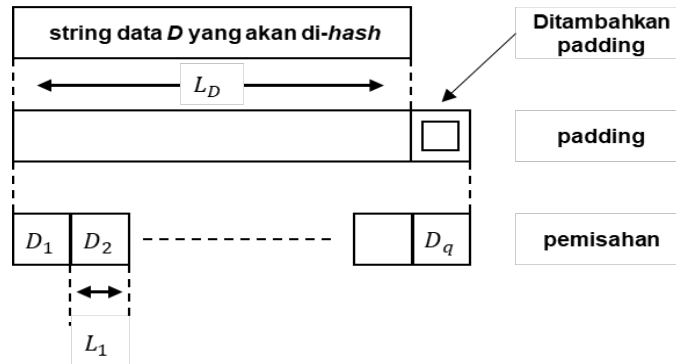 string data D yang akan di-hash
Ditambahkan
padding
L_D
padding
D_1 D_2 D_q
pemisahan
L_1